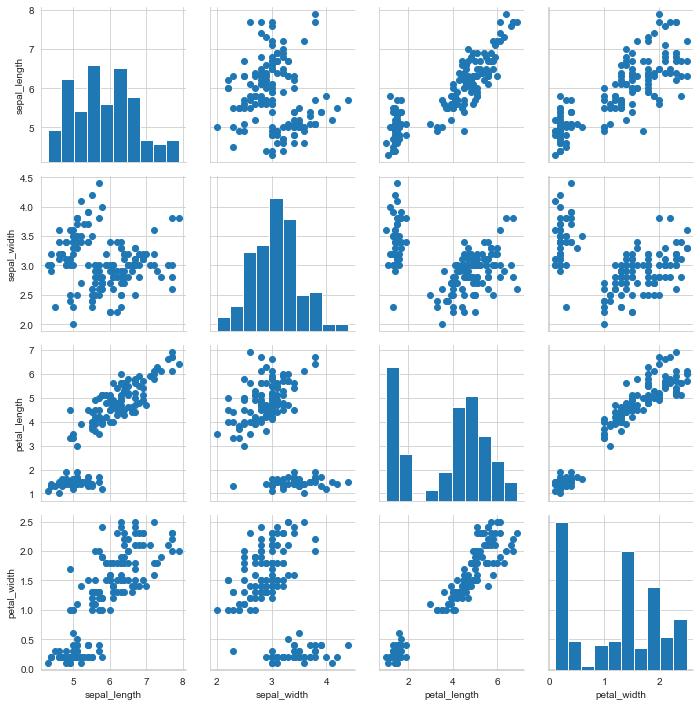 8
7
6
5
sepal_length
4.5
4.0
3.5
3.0
2.5
2.0
sepal_width
7
6
5
4
3
2
1
petal_length
2.5
2.0
1.5
1.0
0.5
0.0
petal_width
5 6 7 8
sepal_length
2 3 4
sepal_width
2 4 6
petal_length
0 1 2
petal_width